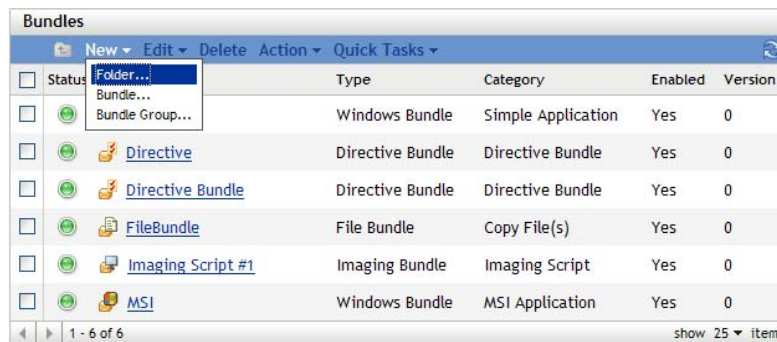 Bundles
New Edit Delete Action Quick Tasks
Status Type Category Enabled Version
Folder...
Bundle...
Bundle Group...
Windows Bundle Simple Application Yes 0
Directive Directive Bundle Directive Bundle Yes 0
Directive Bundle Directive Bundle Directive Bundle Yes 0
FileBundle File Bundle Copy File(s) Yes 0
Imaging Script #1 Imaging Bundle Imaging Script Yes 0
MSI Windows Bundle MSI Application Yes 0
1 - 6 of 6 show 25 item